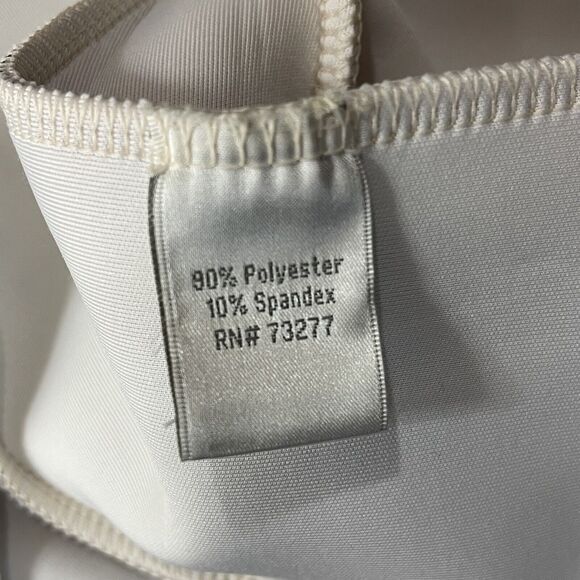 90% Polyester
10% Spandex
RN# 73277